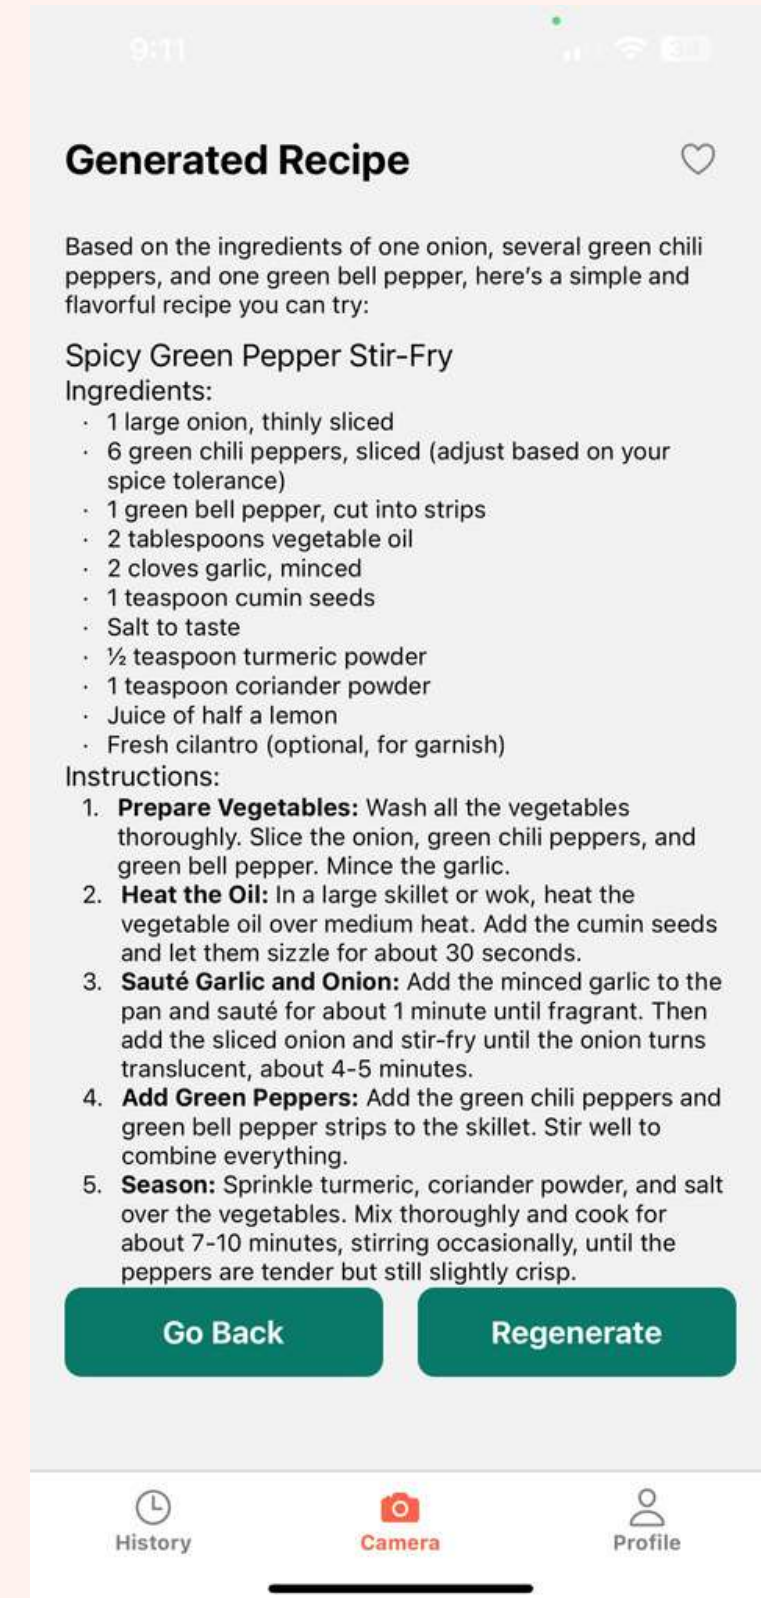 9:11
Generated Recipe
Based on the ingredients of one onion, several green chili
peppers, and one green bell pepper, here's a simple and
flavorful recipe you can try:
Spicy Green Pepper Stir-Fry
Ingredients:
· 1 large onion, thinly sliced
· 6 green chili peppers, sliced (adjust based on your
spice tolerance)
· 1 green bell pepper, cut into strips
· 2 tablespoons vegetable oil
· 2 cloves garlic, minced
· 1 teaspoon cumin seeds
· Salt to taste
· ½ teaspoon turmeric powder
· 1 teaspoon coriander powder
· Juice of half a lemon
· Fresh cilantro (optional, for garnish)
Instructions:
1. Prepare Vegetables: Wash all the vegetables
thoroughly. Slice the onion, green chili peppers, and
green bell pepper. Mince the garlic.
2. Heat the Oil: In a large skillet or wok, heat the
vegetable oil over medium heat. Add the cumin seeds
and let them sizzle for about 30 seconds.
3. Sauté Garlic and Onion: Add the minced garlic to the
pan and sauté for about 1 minute until fragrant. Then
add the sliced onion and stir-fry until the onion turns
translucent, about 4-5 minutes.
4. Add Green Peppers: Add the green chili peppers and
green bell pepper strips to the skillet. Stir well to
combine everything.
5. Season: Sprinkle turmeric, coriander powder, and salt
over the vegetables. Mix thoroughly and cook for
about 7-10 minutes, stirring occasionally, until the
peppers are tender but still slightly crisp.
Go Back
Regenerate
History
Camera
Profile